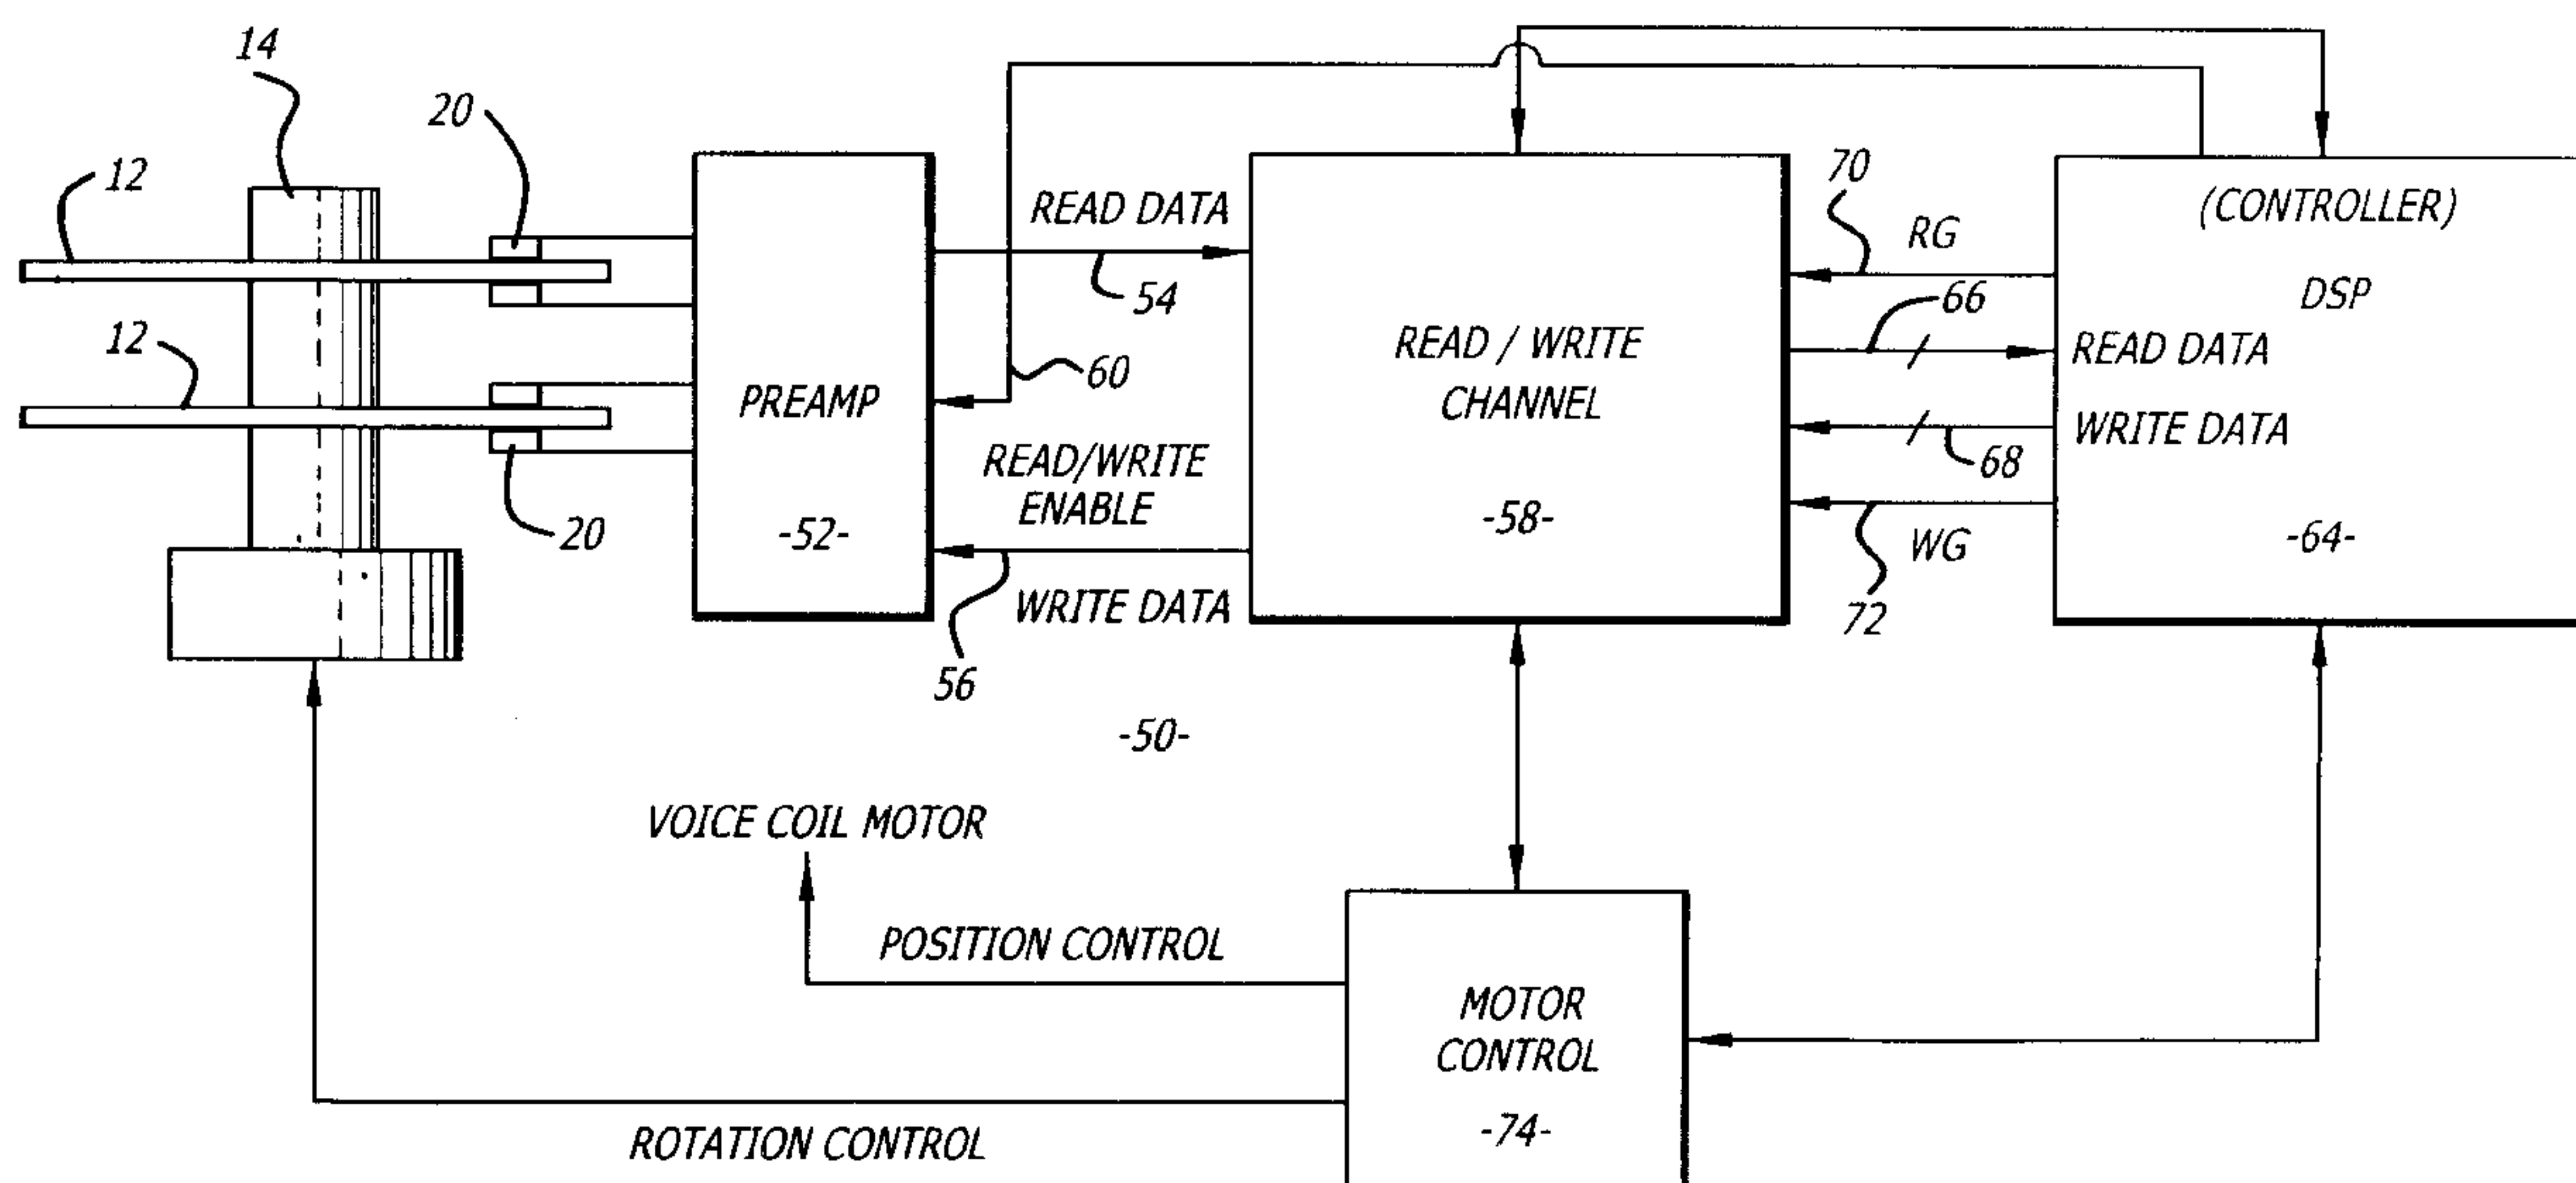 14
20
12
70
READ DATA
(CONTROLLER)
RG
DSP
54
66
12
READ / WRITE
CHANNEL
READ DATA
60
PREAMP
WRITE DATA
READ/WRITE
ENABLE
68
20
-52-
-58-
WG
-64-
WRITE DATA
72
56
-50-
VOICE COIL MOTOR
POSITION CONTROL
MOTOR
CONTROL
-74-
ROTATION CONTROL